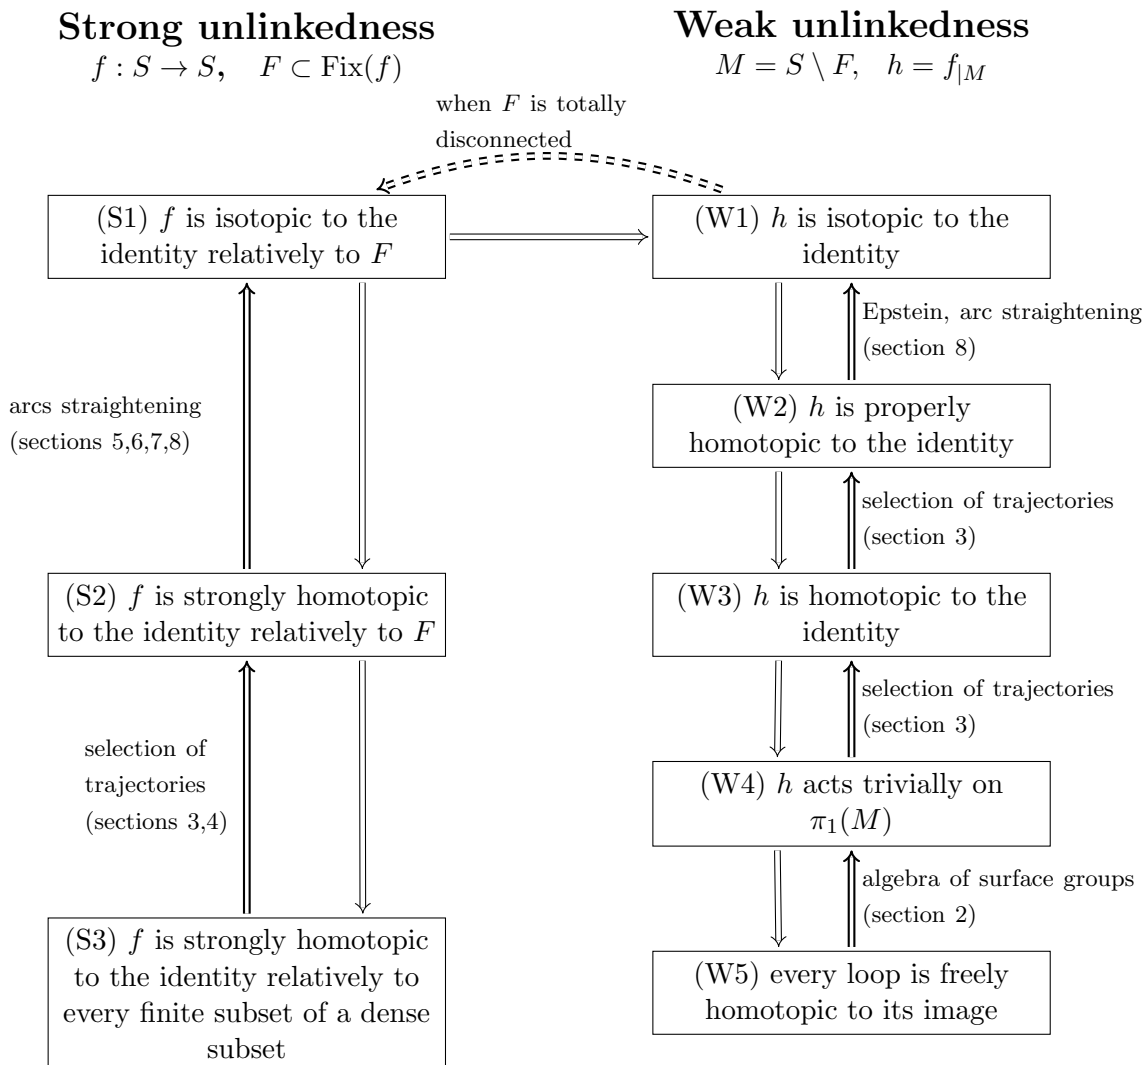 Strong unlinkedness
f : S → S, F ⊂ Fix(f)
Weak unlinkedness
M = S \ F, h = f|M
when F is totally
disconnected
(S1) f is isotopic to the
identity relatively to F
(W1) h is isotopic to the
identity
Epstein, arc straightening
(section 8)
arcs straightening
(sections 5,6,7,8)
(W2) h is properly
homotopic to the identity
selection of trajectories
(section 3)
(S2) f is strongly homotopic
to the identity relatively to F
(W3) h is homotopic to the
identity
selection of trajectories
(section 3)
selection of
trajectories
(sections 3,4)
(W4) h acts trivially on
π₁(M)
algebra of surface groups
(section 2)
(S3) f is strongly homotopic
to the identity relatively to
every finite subset of a dense
subset
(W5) every loop is freely
homotopic to its image